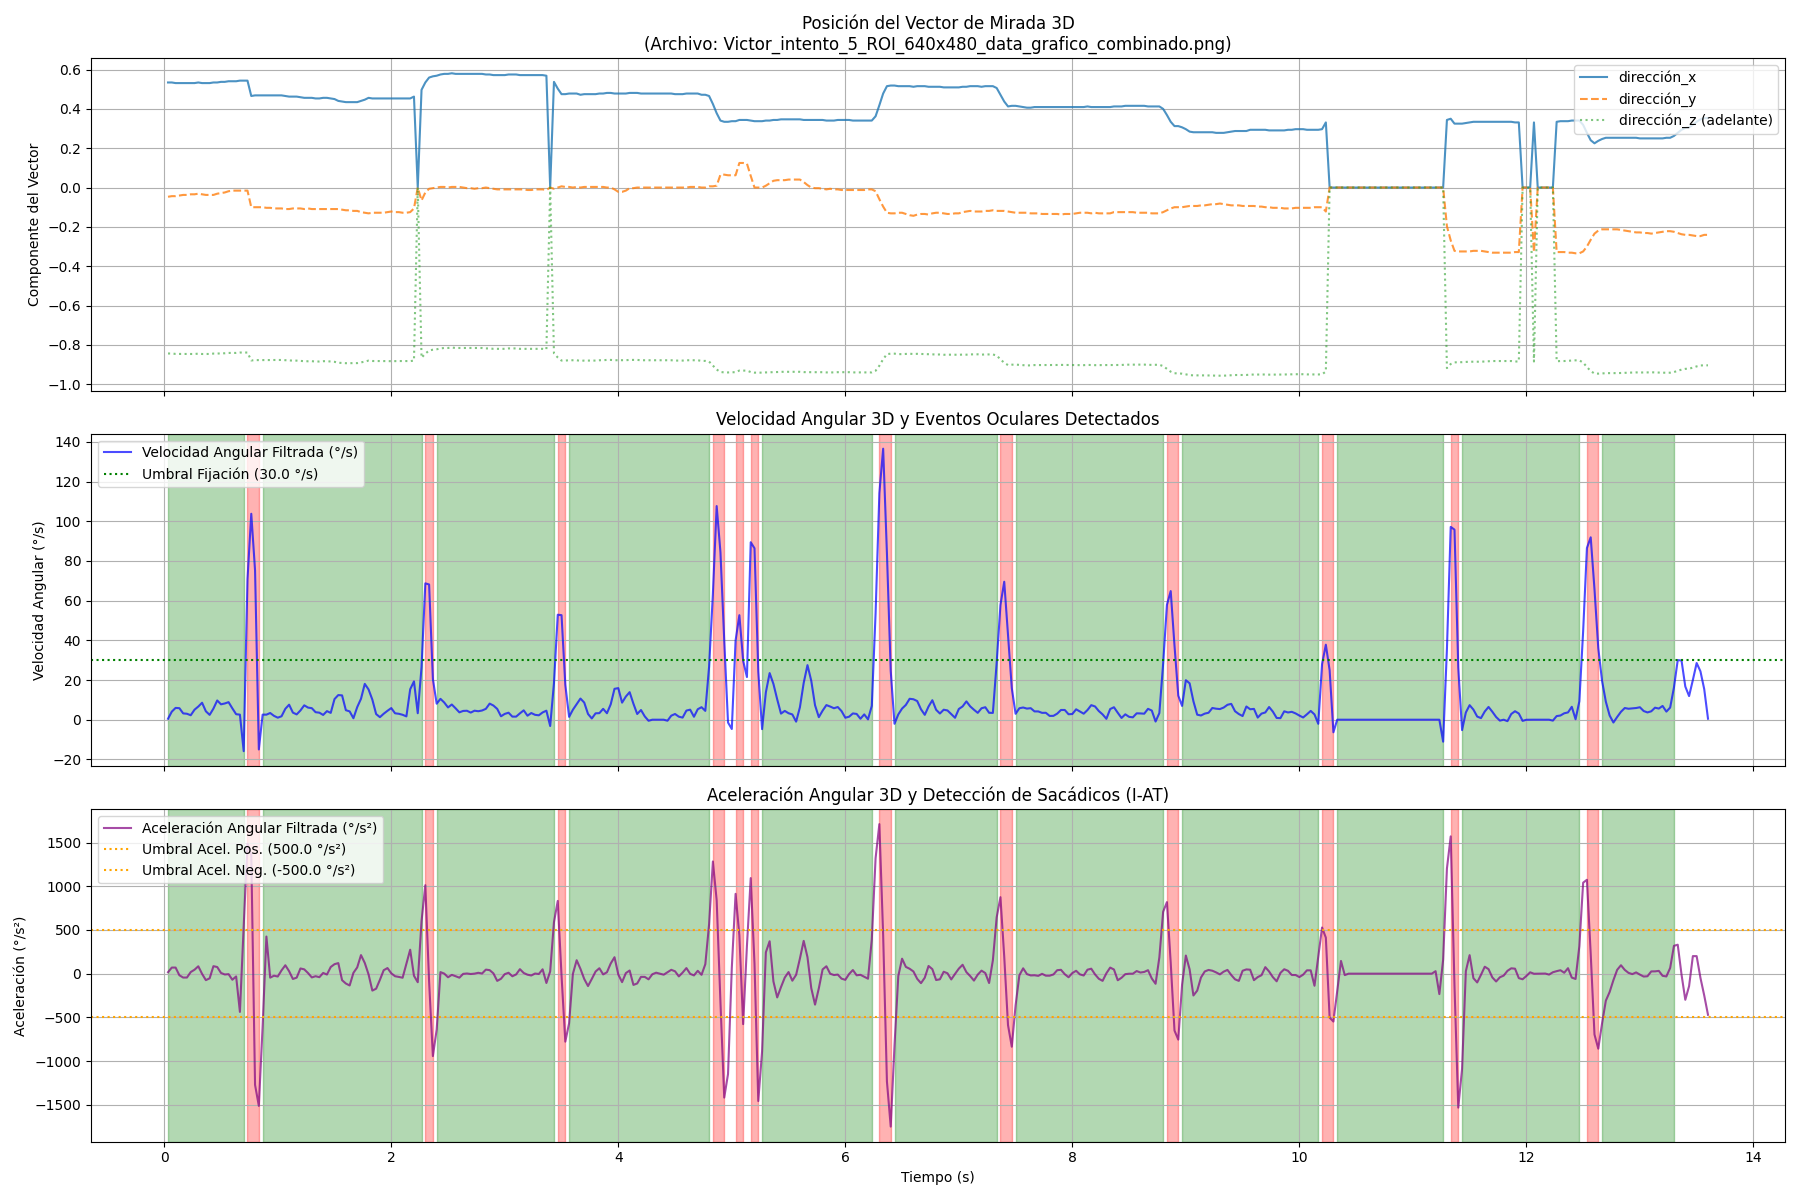 Posición del Vector de Mirada 3D
(Archivo: Victor_intento_5_ROI_640x480_data_grafico_combinado.png)
Componente del Vector
0.6
0.4
0.2
0.0
−0.2
−0.4
−0.6
−0.8
−1.0
dirección_x
dirección_y
dirección_z (adelante)
Velocidad Angular 3D y Eventos Oculares Detectados
Velocidad Angular (°/s)
140
120
100
80
60
40
20
0
−20
Velocidad Angular Filtrada (°/s)
Umbral Fijación (30.0 °/s)
Aceleración Angular 3D y Detección de Sacádicos (I-AT)
Aceleración (°/s²)
1500
1000
500
0
−500
−1000
−1500
Aceleración Angular Filtrada (°/s²)
Umbral Acel. Pos. (500.0 °/s²)
Umbral Acel. Neg. (-500.0 °/s²)
0 2 4 6 8 10 12 14
Tiempo (s)